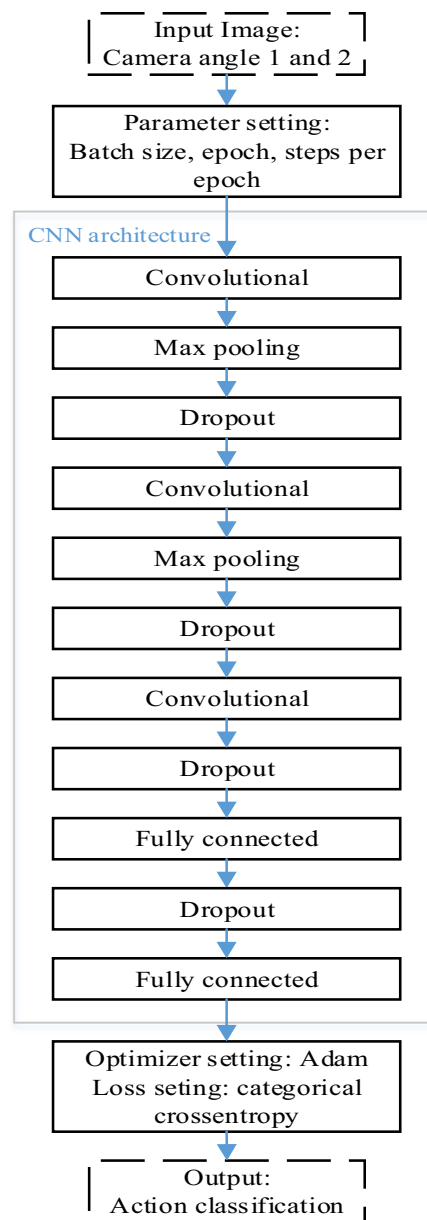 Input Image:
Camera angle 1 and 2
Parameter setting:
Batch size, epoch, steps per
epoch
CNN architecture
Convolutional
Max pooling
Dropout
Convolutional
Max pooling
Dropout
Convolutional
Dropout
Fully connected
Dropout
Fully connected
Optimizer setting: Adam
Loss seting: categorical
crossentropy
Output:
Action classification